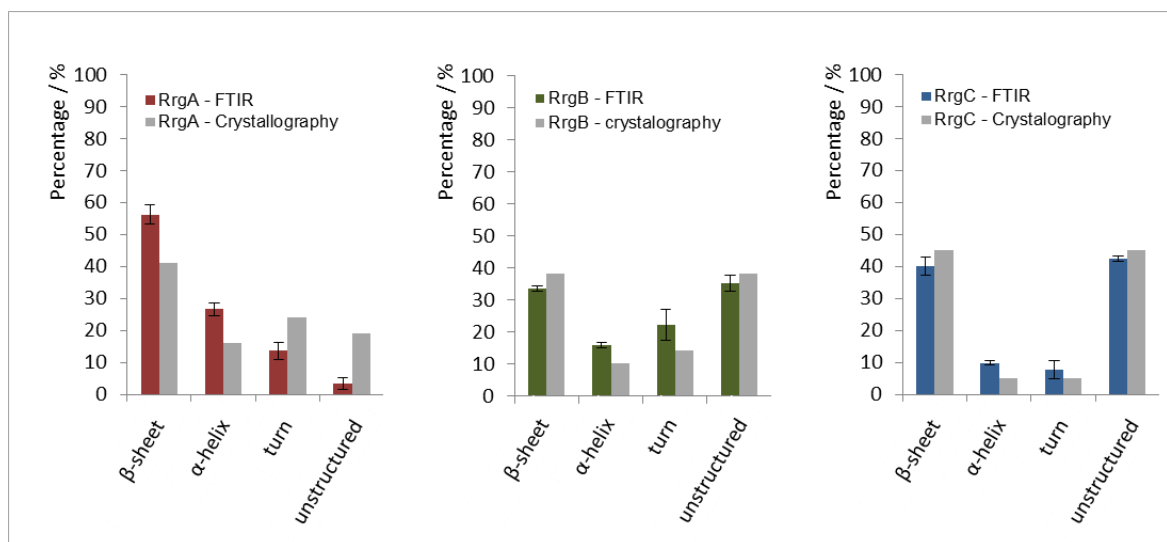 Percentage / %
100
90
80
70
60
50
40
30
20
10
0
RrgA - FTIR
RrgA - Crystallography
β-sheet
α-helix
turn
unstructured
Percentage / %
100
90
80
70
60
50
40
30
20
10
0
RrgB - FTIR
RrgB - crystalography
β-sheet
α-helix
turn
unstructured
Percentage / %
100
90
80
70
60
50
40
30
20
10
0
RrgC - FTIR
RrgC - Crystalography
β-sheet
α-helix
turn
unstructured